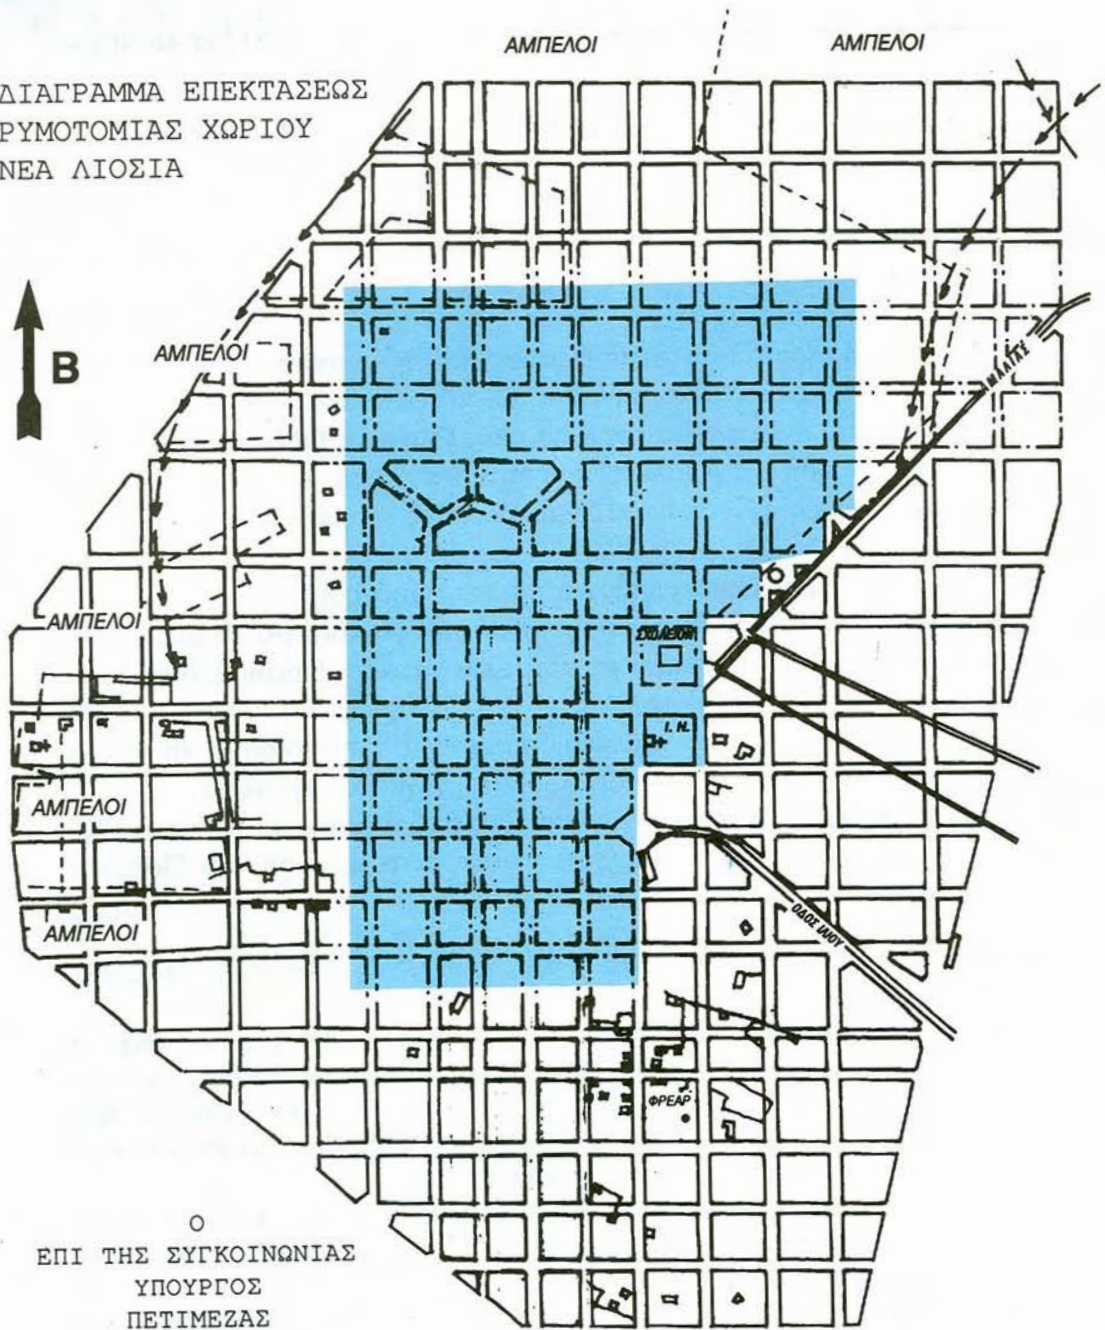 ΑΜΠΕΛΟΙ
ΑΜΠΕΛΟΙ
ΔΙΑΓΡΑΜΜΑ ΕΠΕΚΤΑΣΕΩΣ
ΡΥΜΟΤΟΜΙΑΣ ΧΩΡΙΟΥ
ΝΕΑ ΛΙΟΣΙΑ
Β
ΑΜΠΕΛΟΙ
ΑΜΠΕΛΟΙ
ΣΧΟΛΕΙΟΝ
Ι. Ν.
ΑΜΠΕΛΟΙ
ΑΜΠΕΛΟΙ
ΟΔΟΣ ΙΛΙΟΥ
ΦΡΕΑΡ
Ο
ΕΠΙ ΤΗΣ ΣΥΓΚΟΙΝΩΝΙΑΣ
ΥΠΟΥΡΓΟΣ
ΠΕΤΙΜΕΖΑΣ